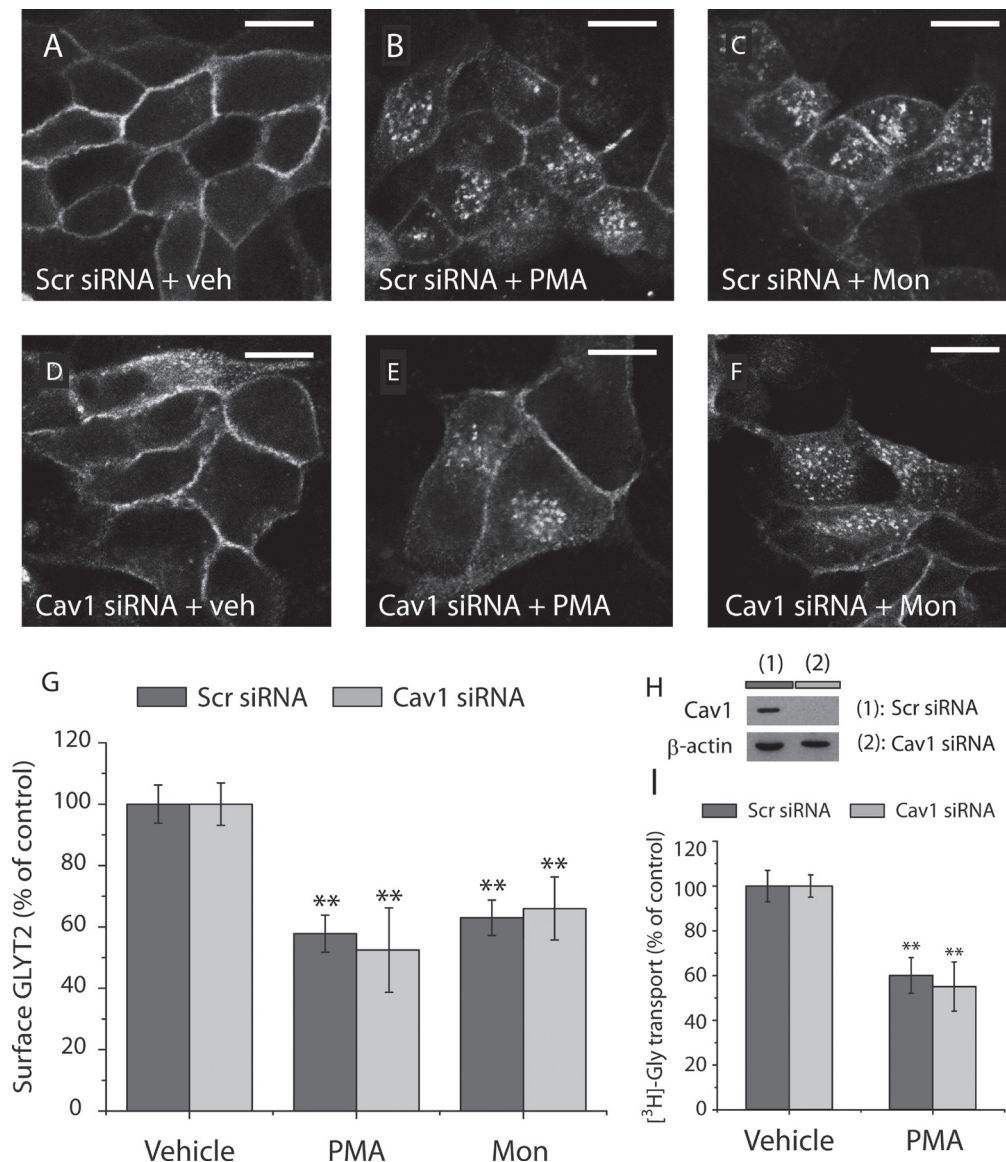 A
Scr siRNA + veh
B
Scr siRNA + PMA
C
Scr siRNA + Mon
D
Cav1 siRNA + veh
E
Cav1 siRNA + PMA
F
Cav1 siRNA + Mon
G
Scr siRNA Cav1 siRNA
Surface GLYT2 (% of control)
120
100
80
60
40
20
0
** ** ** **
Vehicle PMA Mon
H
(1) (2)
Cav1 (1): Scr siRNA
β-actin (2): Cav1 siRNA
I
Scr siRNA Cav1 siRNA
[³H]-Gly transport (% of control)
120
100
80
60
40
20
0
** **
Vehicle PMA